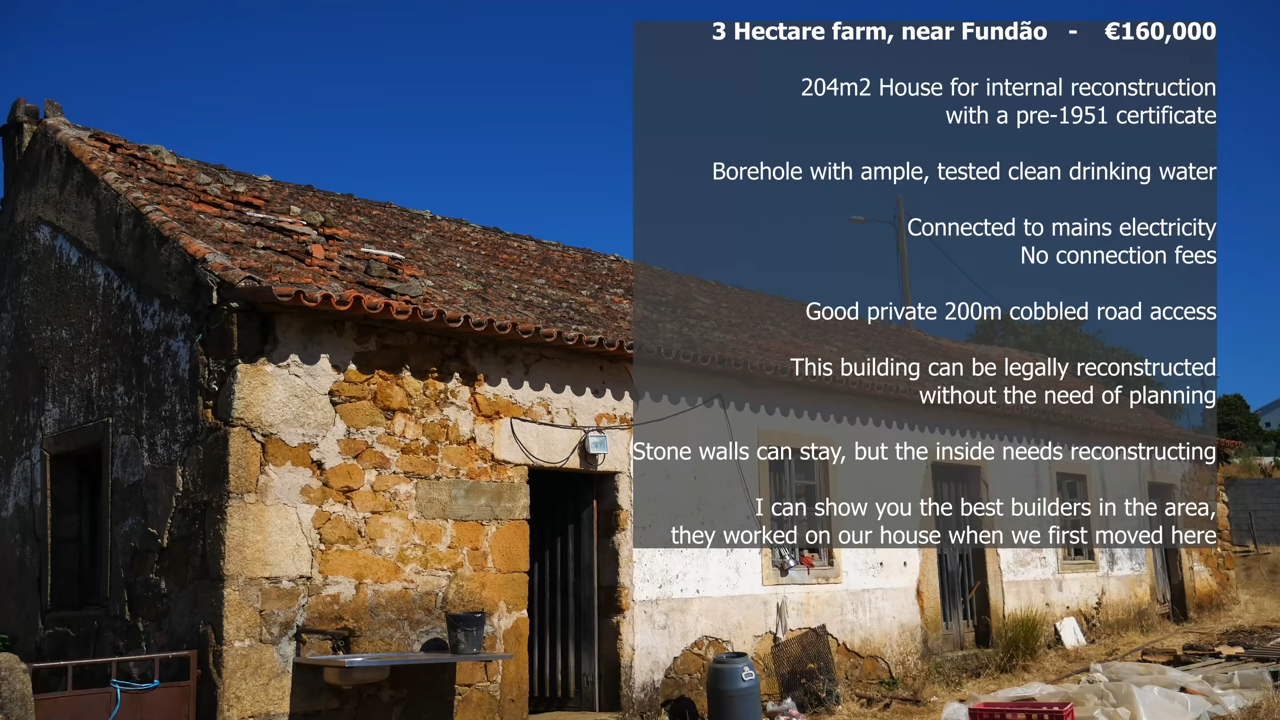 3 Hectare farm, near Fundão - €160,000
204m2 House for internal reconstruction
with a pre-1951 certificate
Borehole with ample, tested clean drinking water
Connected to mains electricity
No connection fees
Good private 200m cobbled road access
This building can be legally reconstructed
without the need of planning
Stone walls can stay, but the inside needs reconstructing
I can show you the best builders in the area,
they worked on our house when we first moved here